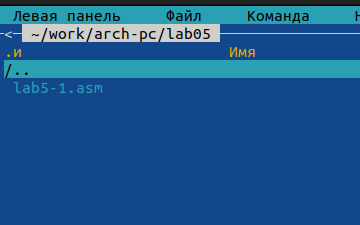 Левая панель Файл Команда
<- ~/work/arch-pc/lab05
.и Имя
/..
lab5-1.asm